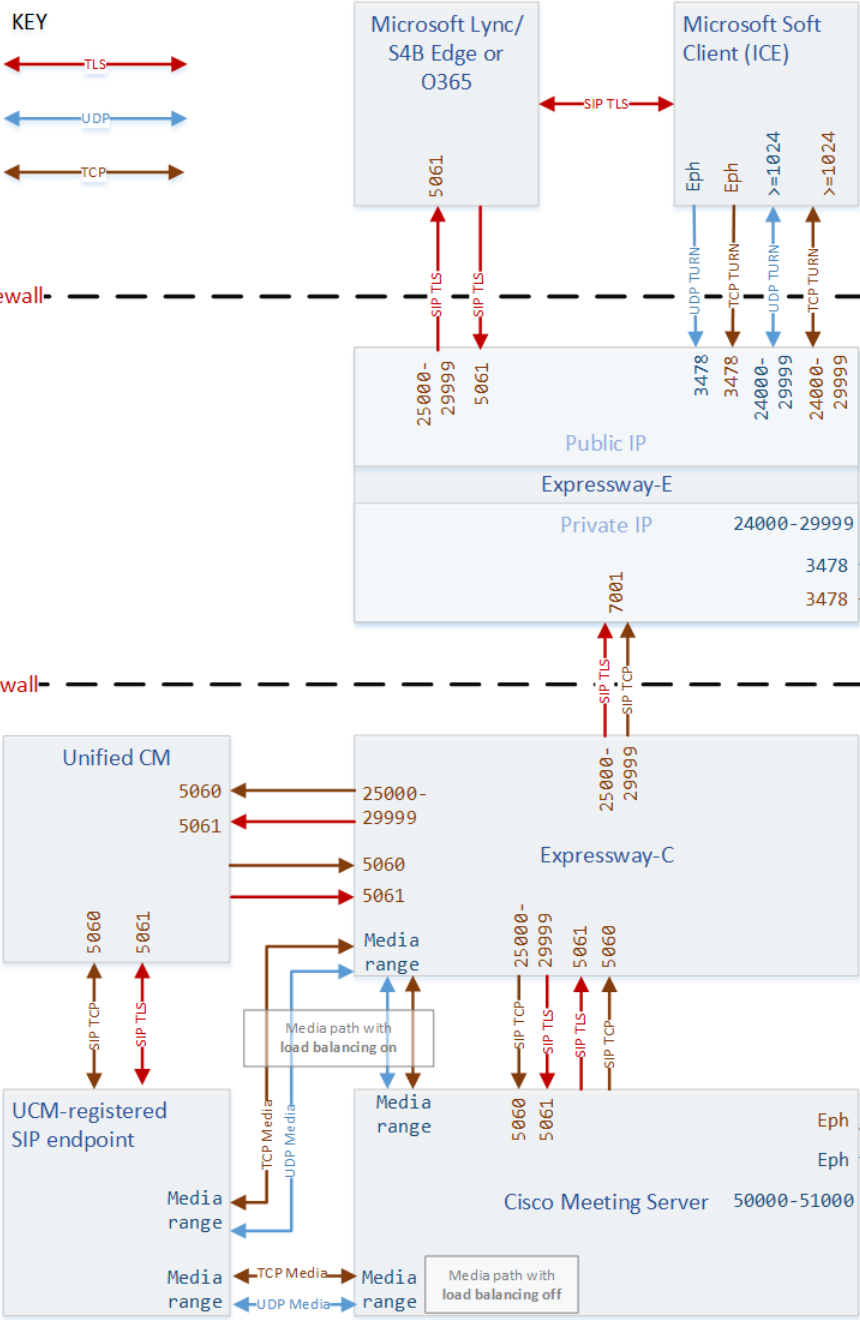 KEY
TLS
UDP
TCP
Microsoft Lync/
S4B Edge or
O365
5061
SIP TLS
Microsoft Soft
Client (ICE)
Eph
Eph
>=1024
>=1024
SIP TLS
SIP TLS
UDP TURN
TCP TURN
UDP TURN
TCP TURN
ewall
25000-
29999
5061
3478
3478
24000-
29999
24000-
29999
Public IP
Expressway-E
Private IP
24000-29999
3478
3478
7001
SIP TLS
SIP TCP
wall
Unified CM
5060
5061
5060
5061
25000-
29999
25000-
29999
Expressway-C
5060
5061
Media
range
25000-
29999
5061
5060
SIP TCP
SIP TLS
Media path with
load balancing on
SIP TCP
SIP TLS
SIP TLS
SIP TCP
UCM-registered
SIP endpoint
TCP Media
UDP Media
Media
range
5060
5061
Eph
Eph
Cisco Meeting Server
50000-51000
Media
range
Media
range
TCP Media
UDP Media
Media
range
Media path with
load balancing off